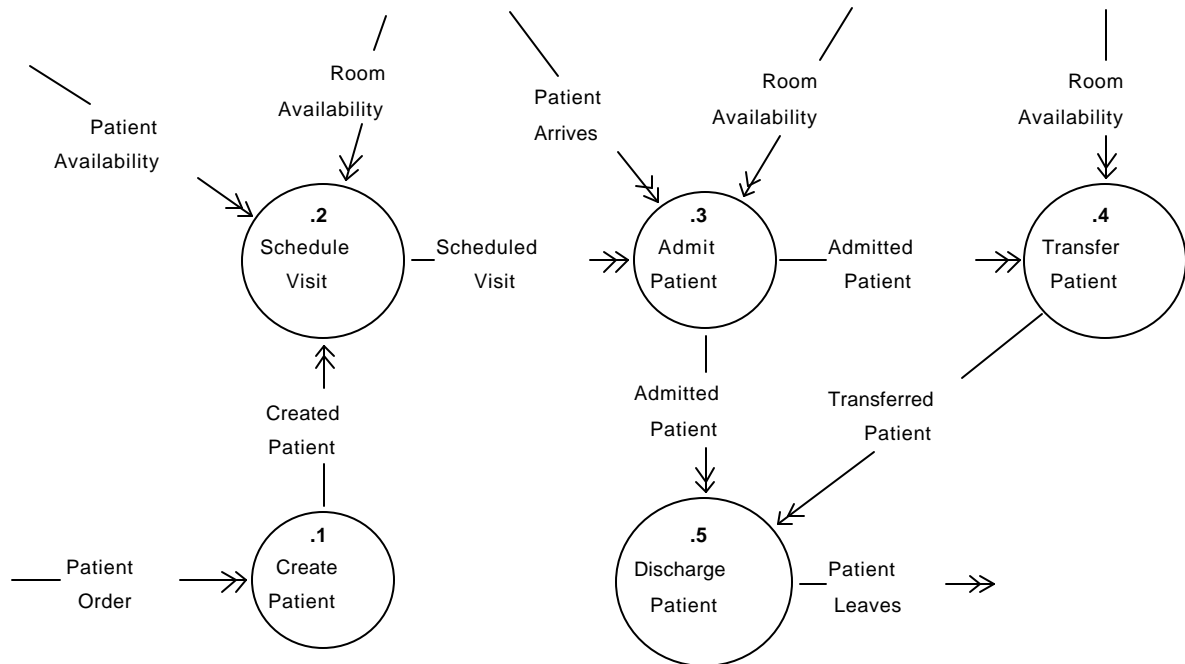 Room
Availability
Patient
Availability
Patient
Arrives
Room
Availability
Room
Availability
.2
Schedule
Visit
Scheduled
Visit
.3
Admit
Patient
Admitted
Patient
.4
Transfer
Patient
Created
Patient
Admitted
Patient
Transferred
Patient
Patient
Order
.1
Create
Patient
.5
Discharge
Patient
Patient
Leaves